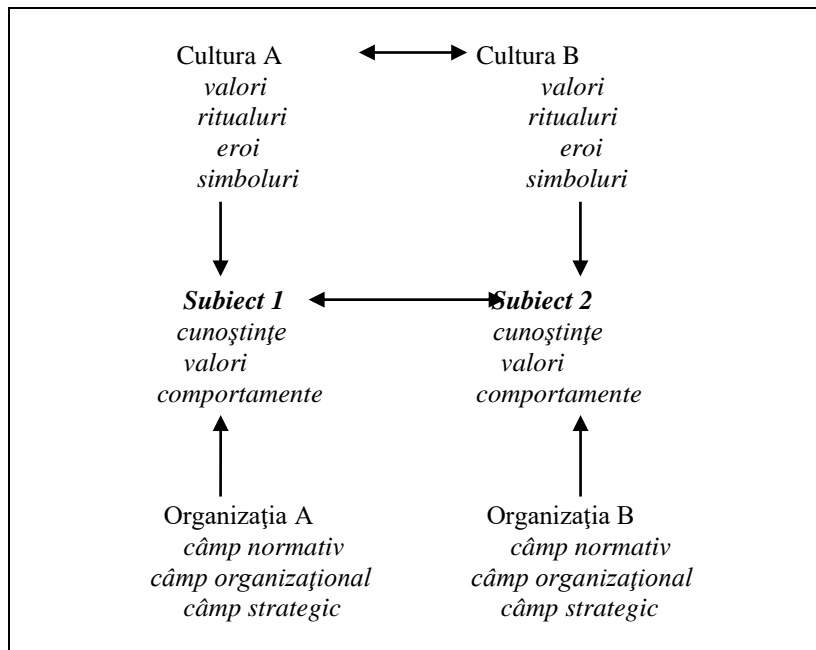 Cultura A Cultura B
valori valori
ritualuri ritualuri
eroi eroi
simboluri simboluri
Subiect 1 Subiect 2
cunoştinţe cunoştinţe
valori valori
comportamente comportamente
Organizaţia A Organizaţia B
câmp normativ câmp normativ
câmp organizaţional câmp organizaţional
câmp strategic câmp strategic